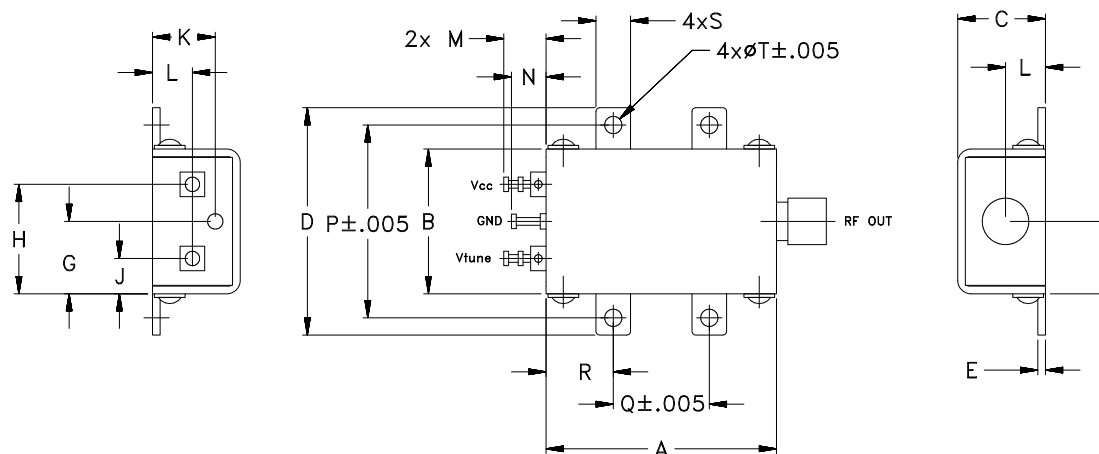 K
L
2x M
N
4xS
4xøT±.005
C
L
Vcc
GND
Vtune
D
P±.005
B
RF OUT
H
G
J
R
Q±.005
A
E